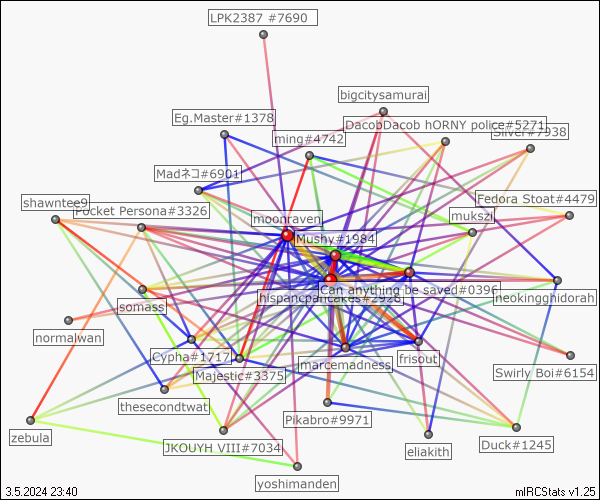 LPK2387 #7690
bigcitysamurai
Eg.Master#1378
DacobDacob hORNY police#5271
ming#4742
Silver#7938
Madネコ#6901
Fedora Stoat#4479
shawntee9
Pocket Persona#3326
moonraven
mukszi
Mushy#1984
Can anything be saved#0396
hispancpancakes#2928
neokingghidorah
somass
normalwan
Cypha#1717
marcemadness
frisout
Majestic#3375
Swirly Boi#6154
thesecondtwat
Pikabro#9971
zebula
JKOUYH VIII#7034
eliakith
Duck#1245
yoshimanden
3.5.2024 23:40
mIRCStats v1.25